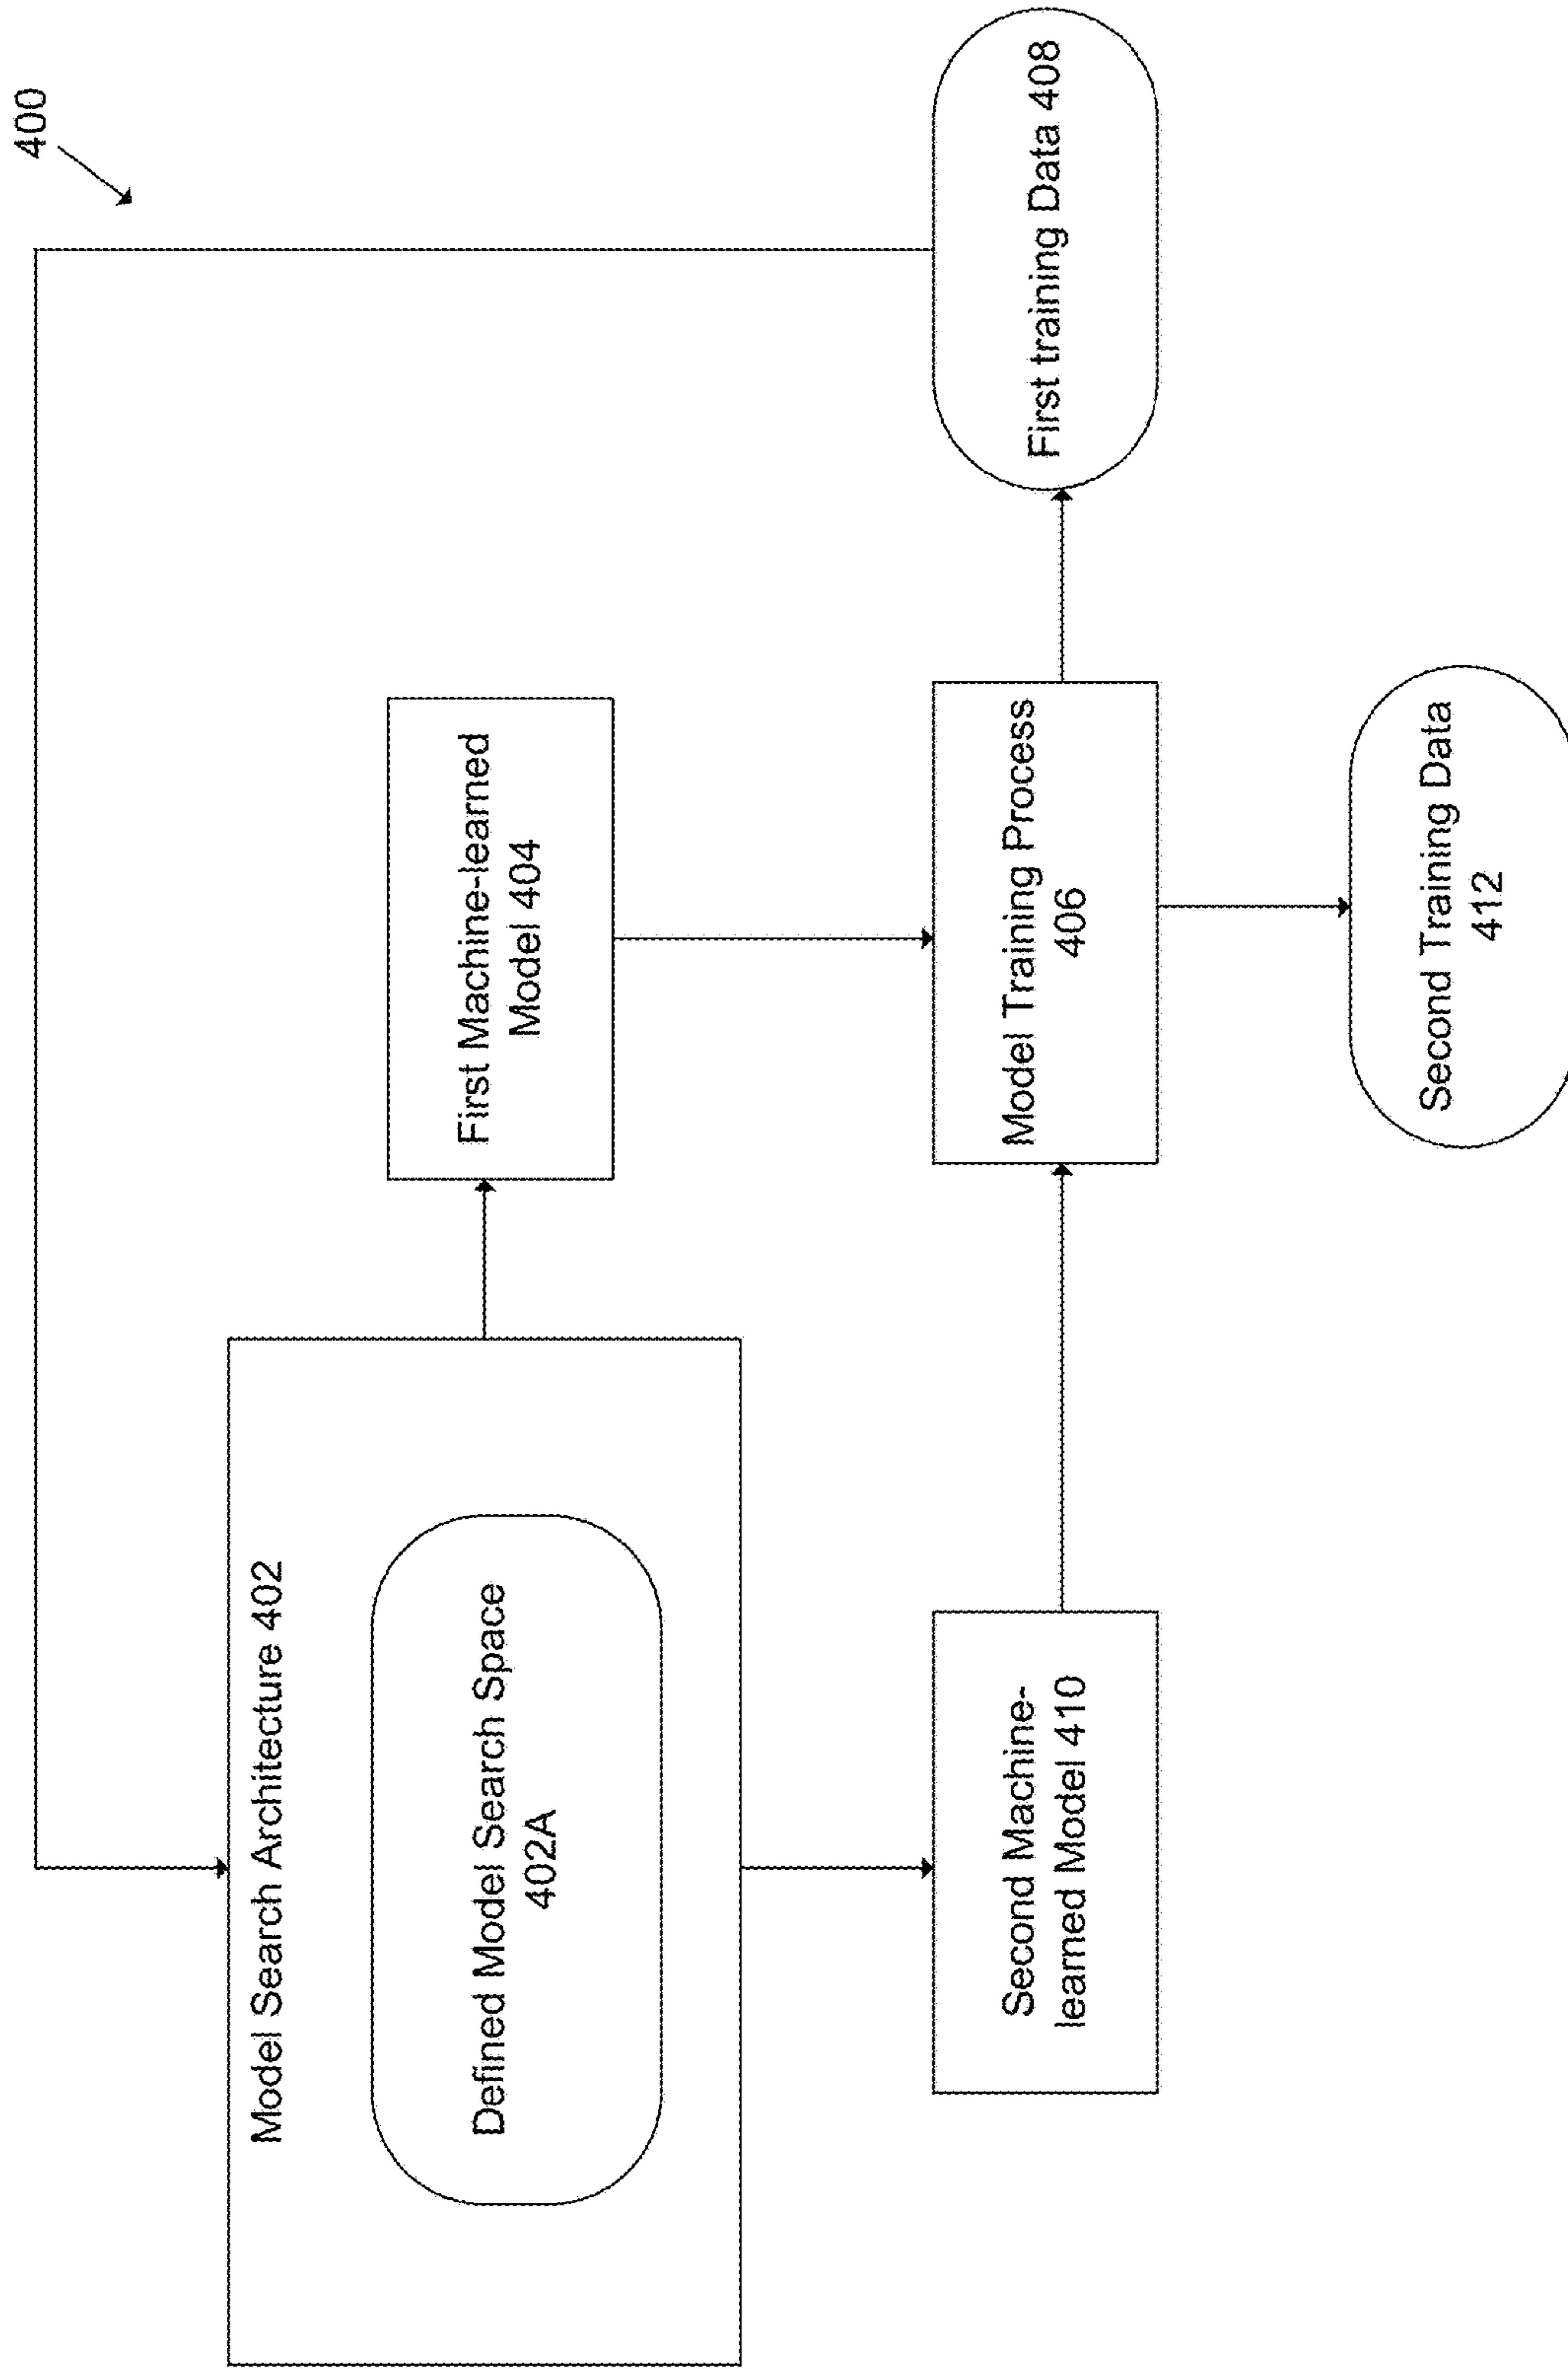 400
Model Search Architecture 402
Defined Model Search Space
402A
First Machine-learned
Model 404
Second Machine-
learned Model 410
Model Training Process
406
First training Data 408
Second Training Data
412